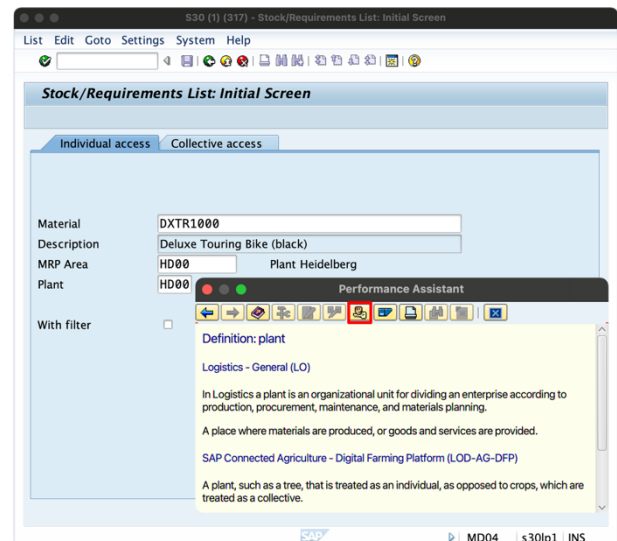 S30 (1) (317) - Stock/Requirements List: Initial Screen
List Edit Goto Settings System Help
Stock/Requirements List: Initial Screen
Individual access Collective access
Material DXTR1000
Description Deluxe Touring Bike (black)
MRP Area HD00 Plant Heidelberg
Plant HD00
With filter
Performance Assistant
Definition: plant
Logistics - General (LO)
In Logistics a plant is an organizational unit for dividing an enterprise according to
production, procurement, maintenance, and materials planning.
A place where materials are produced, or goods and services are provided.
SAP Connected Agriculture - Digital Farming Platform (LOD-AG-DFP)
A plant, such as a tree, that is treated as an individual, as opposed to crops, which are
treated as a collective.
SAP MD04 s30lp1 INS